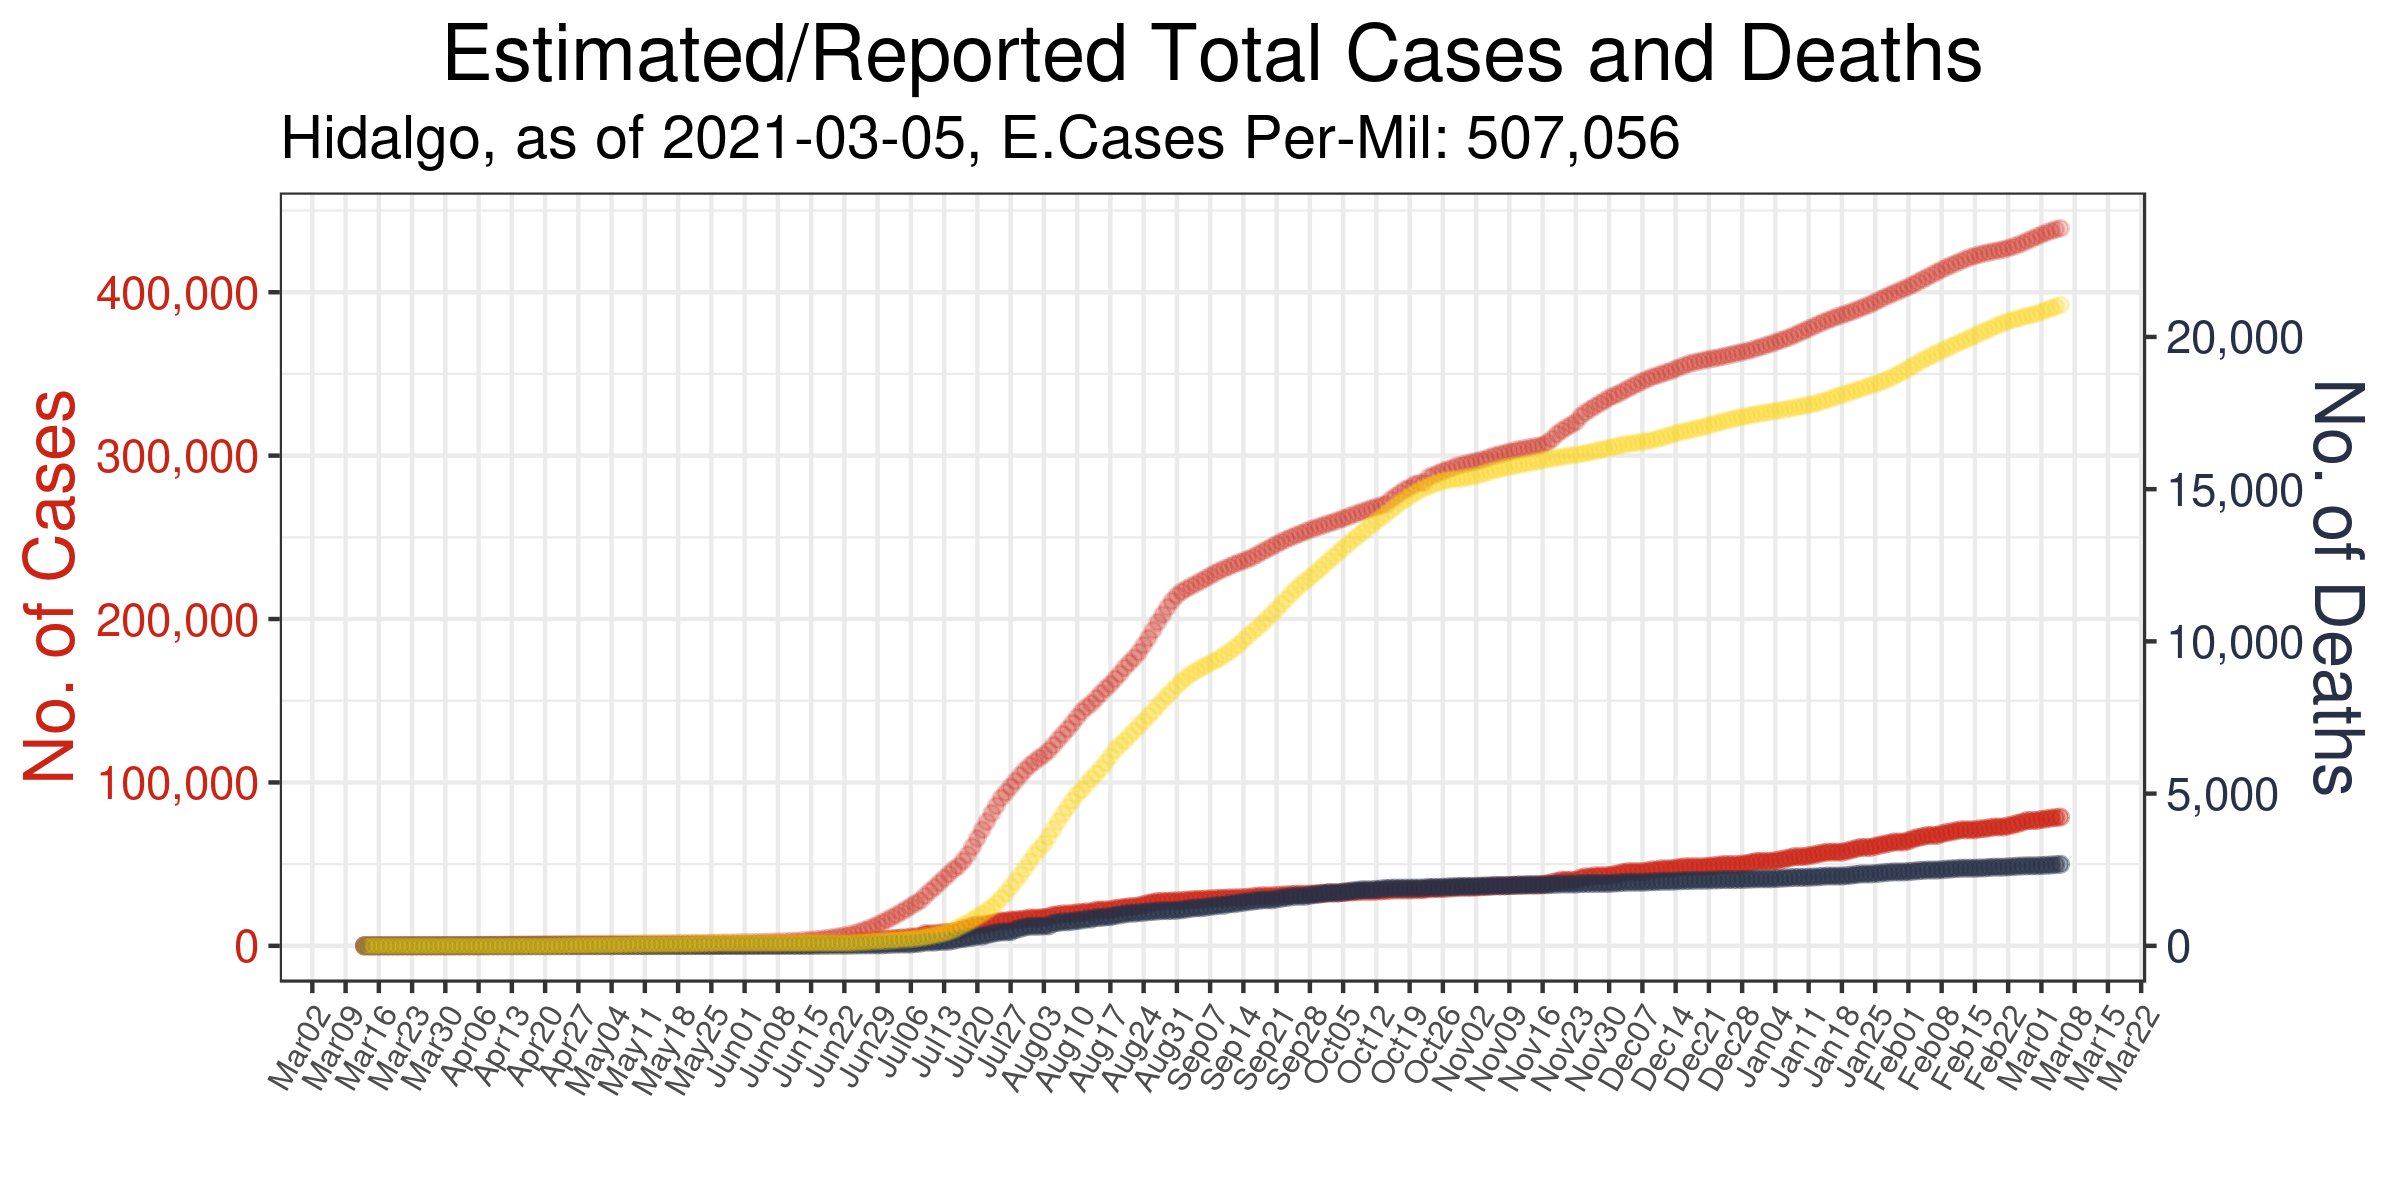 Estimated/Reported Total Cases and Deaths
Hidalgo, as of 2021-03-05, E.Cases Per-Mil: 507,056
No. of Cases
400,000
300,000
200,000
100,000
0
20,000
15,000
10,000
5,000
0
No. of Deaths
Mar02
Mar09
Mar16
Mar23
Mar30
Apr06
Apr13
Apr20
Apr27
May04
May11
May18
May25
Jun01
Jun08
Jun15
Jun22
Jun29
Jul06
Jul13
Jul20
Jul27
Aug03
Aug10
Aug17
Aug24
Aug31
Sep07
Sep14
Sep21
Sep28
Oct05
Oct12
Oct19
Oct26
Nov02
Nov09
Nov16
Nov23
Nov30
Dec07
Dec14
Dec21
Dec28
Dec04
Jan11
Jan18
Jan25
Jan25
Feb01
Feb08
Feb15
Feb22
Mar01
Mar08
Mar15
Mar22